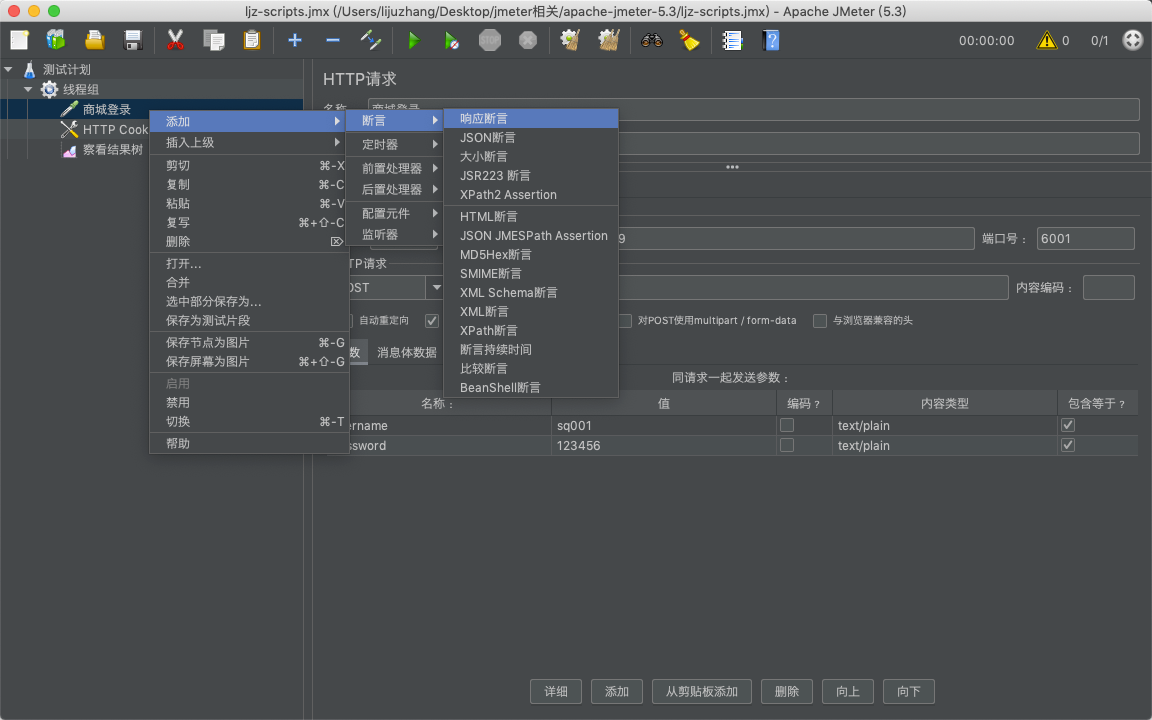 ljz-scripts.jmx (/Users/lijuzhang/Desktop/jmeter相关/apache-jmeter-5.3/ljz-scripts.jmx) - Apache JMeter (5.3)
00:00:00
0
0/1
测试计划
线程组
商城登录
HTTP Cook
察看结果树
HTTP请求
添加
插入上级
剪切 ⌘-X
复制 ⌘-C
粘贴 ⌘-V
复写 ⌘+⇧-C
删除 ⌦
打开...
合并
选中部分保存为...
保存为测试片段
保存节点为图片 ⌘-G
保存屏幕为图片 ⌘+⇧-G
启用
禁用
切换 ⌘-T
帮助
断言
定时器
前置处理器
后置处理器
配置元件
监听器
响应断言
JSON断言
大小断言
JSR223 断言
XPath2 Assertion
HTML断言
JSON JMESPath Assertion
MD5Hex断言
SMIME断言
XML Schema断言
XML断言
XPath断言
断言持续时间
比较断言
BeanShell断言
9 端口号： 6001
TP请求
OST 内容编码：
自动重定向
对POST使用multipart / form-data
与浏览器兼容的头
数 消息体数据
同请求一起发送参数：
名称： 值 编码? 内容类型 包含等于?
ername sq001 text/plain
ssword 123456 text/plain
详细 添加 从剪贴板添加 删除 向上 向下